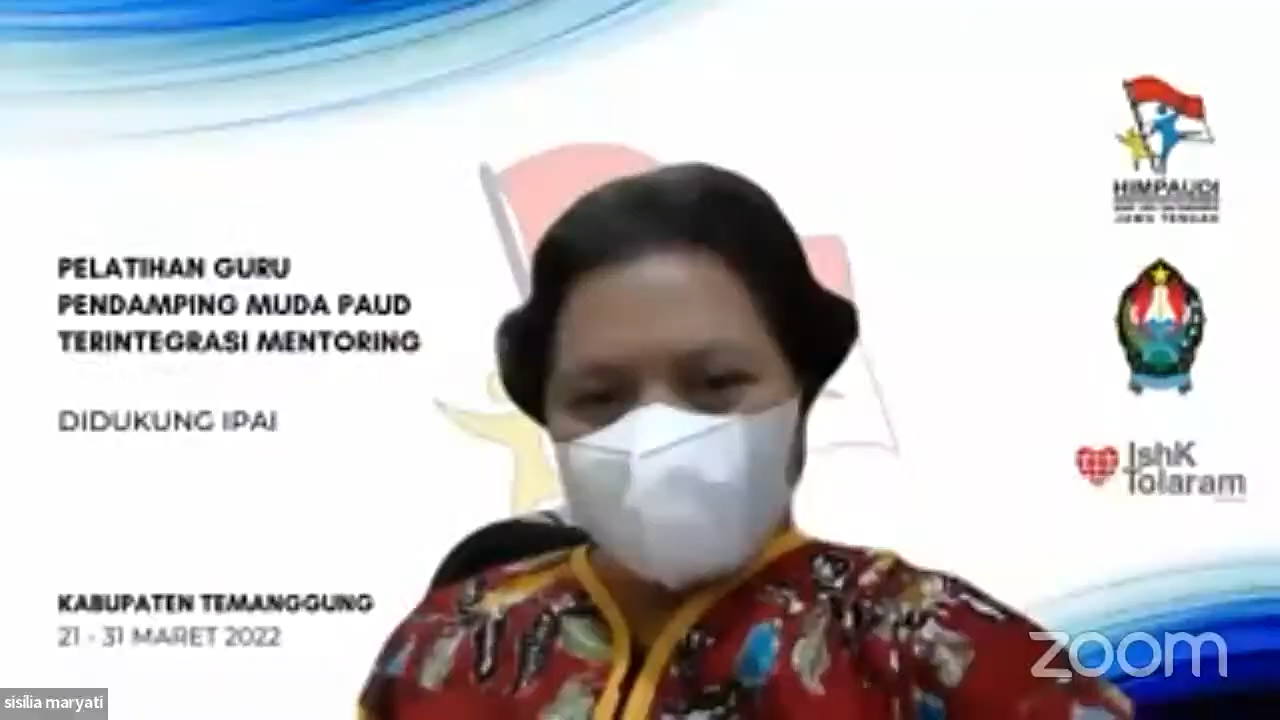 PELATIHAN GURU
PENDAMPING MUDA PAUD
TERINTEGRASI MENTORING
DIDUKUNG IPAI
KABUPATEN TEMANGGUNG
21 - 31 MARET 2022
HIMPAUDI
JAWA TENGAH
IshK
Tolaram
zoom
sisilia maryati